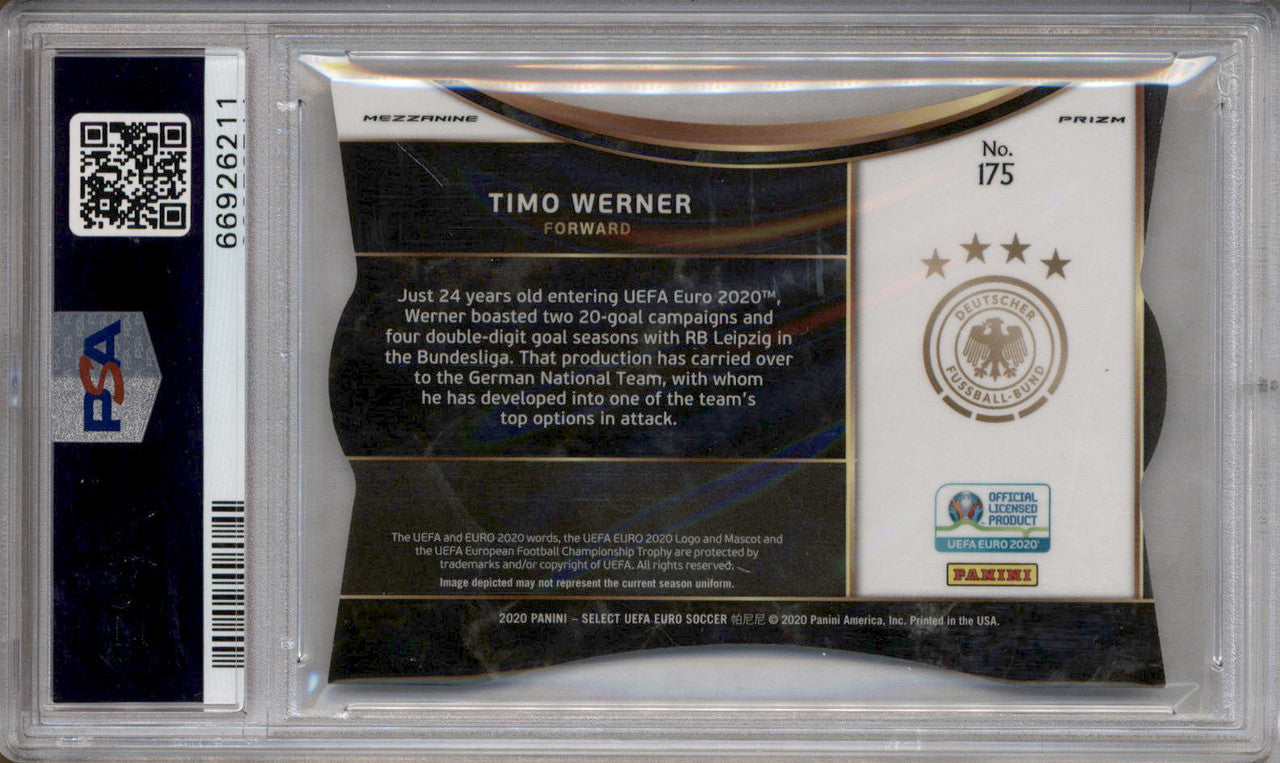 66926211
PSA
MEZZANINE
PRIZM
No.
175
TIMO WERNER
FORWARD
Just 24 years old entering UEFA Euro 2020™,
Werner boasted two 20-goal campaigns and
four double-digit goal seasons with RB Leipzig in
the Bundesliga. That production has carried over
to the German National Team, with whom
he has developed into one of the team's
top options in attack.
DEUTSCHER
FUSSBALL-BUND
OFFICIAL
LICENSED
PRODUCT
UEFA EURO 2020
PANINI
The UEFA and EURO 2020 words, the UEFA EURO 2020 Logo and Mascot and
the UEFA European Football Championship Trophy are protected by
trademarks and/or copyright of UEFA. All rights reserved.
Image depicted may not represent the current season uniform.
2020 PANINI – SELECT UEFA EURO SOCCER 帕尼尼 © 2020 Panini America, Inc. Printed in the USA.